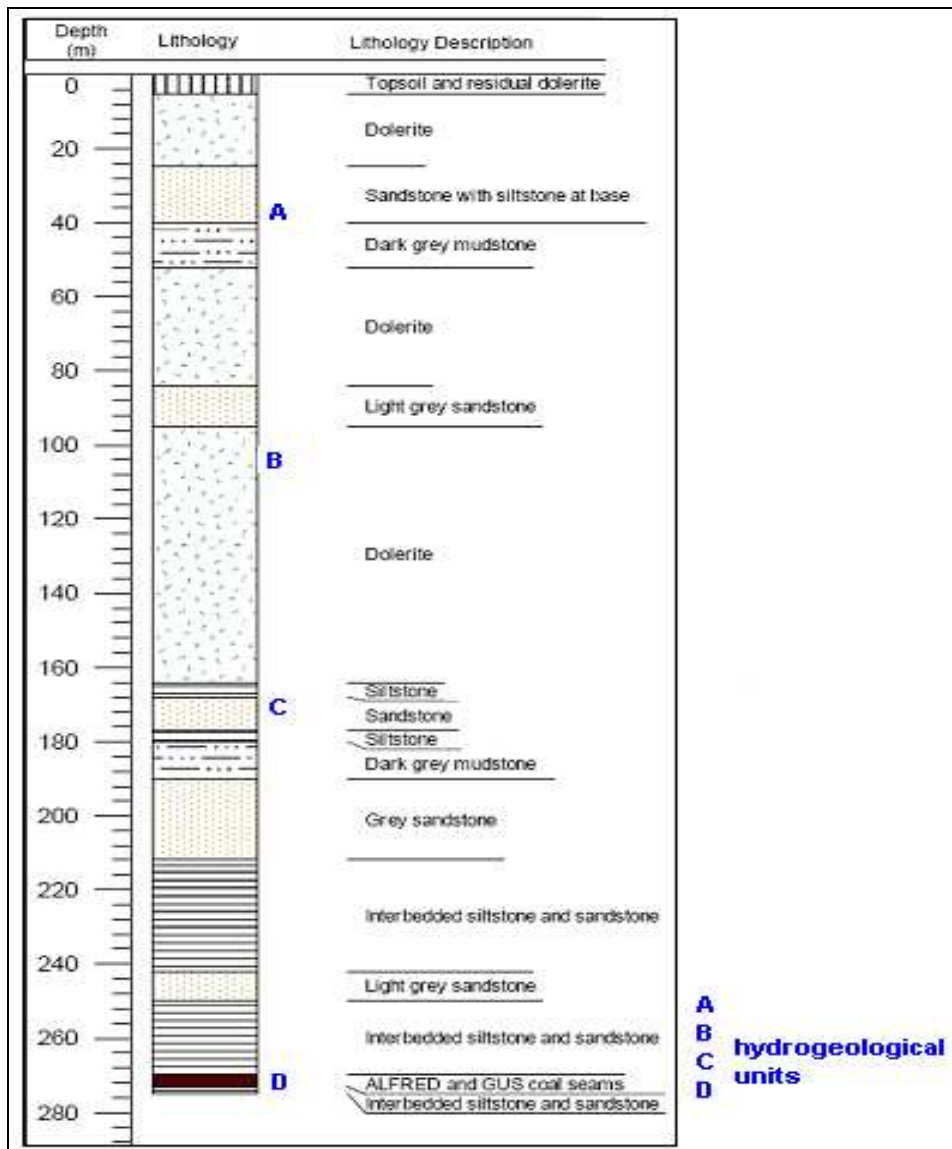 Depth (m) Lithology Lithology Description
0 Topsoil and residual dolerite
Dolerite
20
Sandstone with siltstone at base
A
40
Dark grey mudstone
60
Dolerite
80
Light grey sandstone
100
B
120
Dolerite
140
160
Siltstone
C Sandstone
180 Siltstone
Dark grey mudstone
200 Grey sandstone
220
Interbedded siltstone and sandstone
240
Light grey sandstone
260 Interbedded siltstone and sandstone
D ALFRED and GUS coal seams
Interbedded siltstone and sandstone
280
A
B
C
D
hydrogeological
units